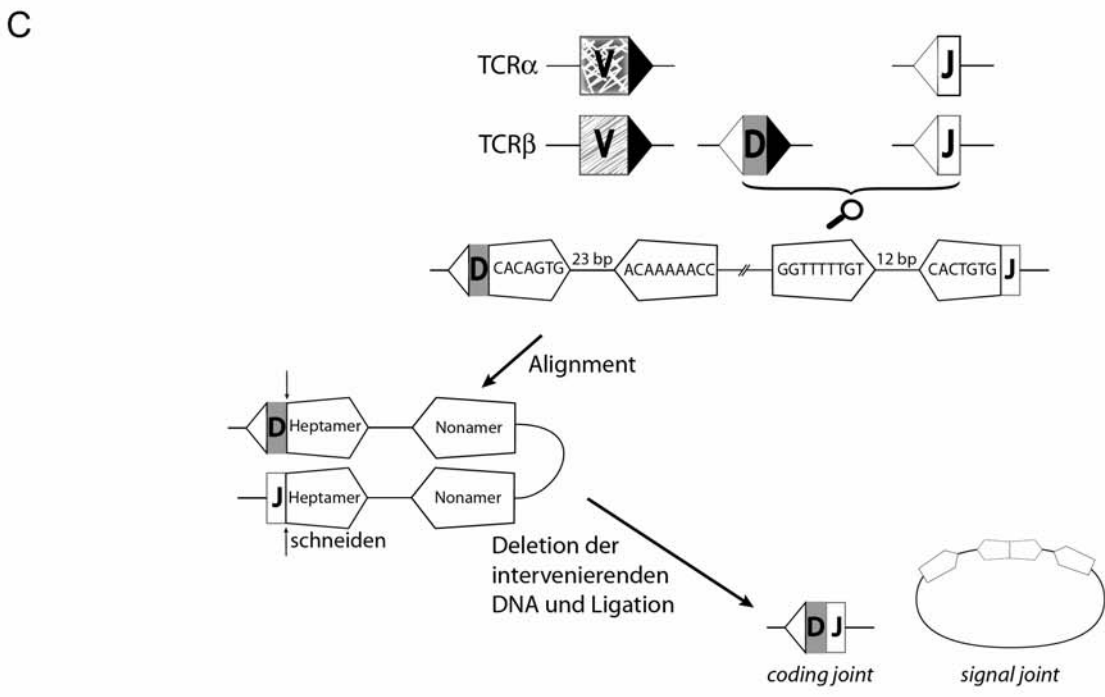 C
TCRα V J
TCRβ V D J
D CACAGTG 23 bp ACAAAAACC // GGTTTTTGT 12 bp CACTGTG J
Alignment
D Heptamer Nonamer
J Heptamer Nonamer
schneiden
Deletion der
intervenierenden
DNA und Ligation
D J
coding joint signal joint